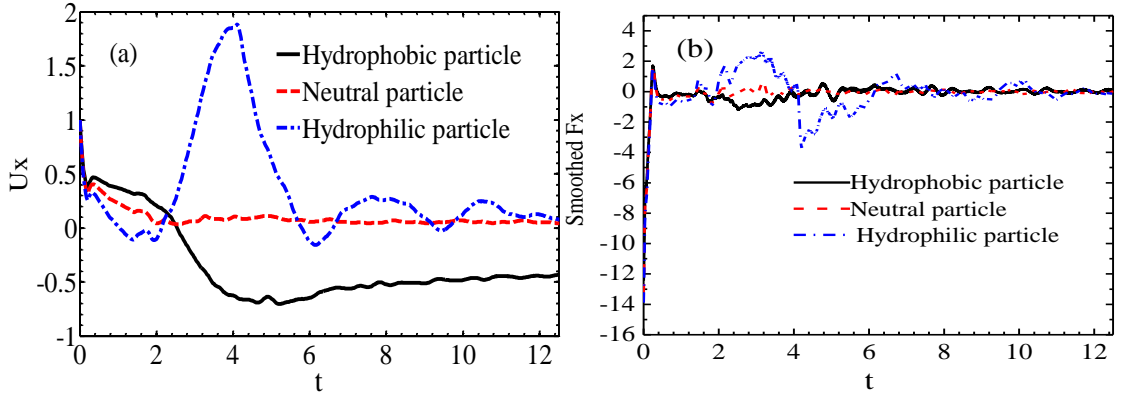 (a)
Hydrophobic particle
Neutral particle
Hydrophilic particle
Ux
2
1.5
1
0.5
0
-0.5
-1
0 2 4 6 8 10 12
t
(b)
Hydrophobic particle
Neutral particle
Hydrophilic particle
Smoothed Fx
4
2
0
-2
-4
-6
-8
-10
-12
-14
-16
0 2 4 6 8 10 12
t